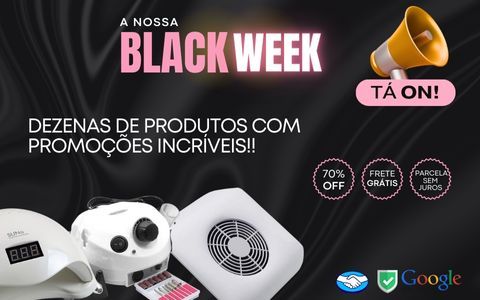 A NOSSA
BLACK WEEK
TÁ ON!
DEZENAS DE PRODUTOS COM
PROMOÇÕES INCRÍVEIS!!
70%
OFF
FRETE
GRÁTIS
PARCELA
SEM
JUROS
SUN5
Google